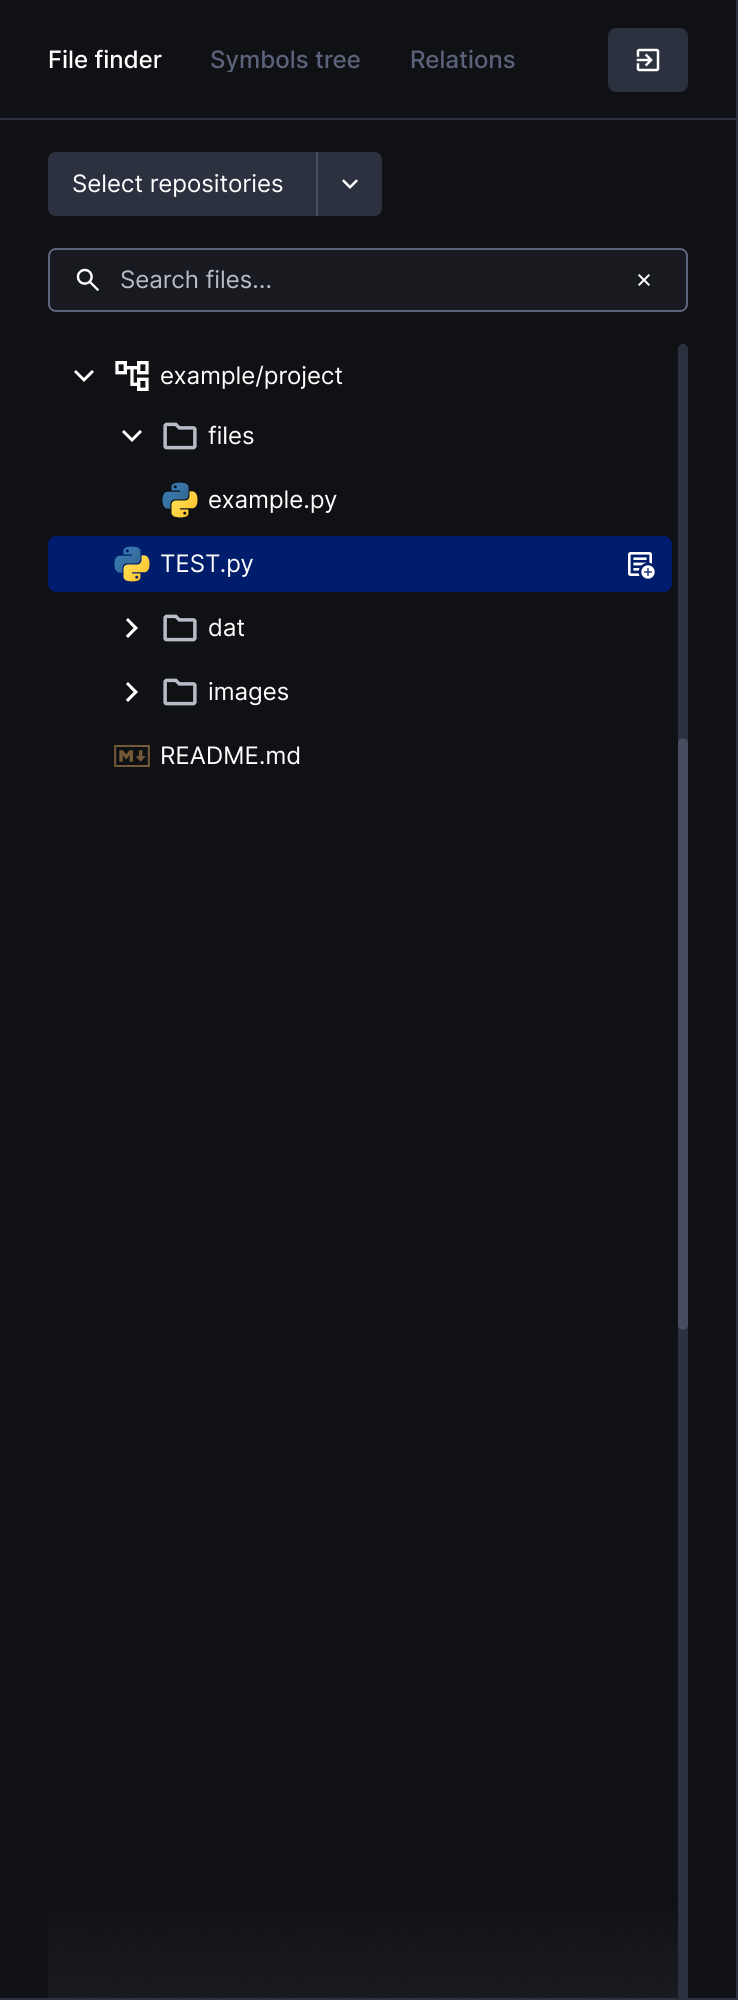 File finder Symbols tree Relations
Select repositories
Search files...
example/project
files
example.py
TEST.py
dat
images
M README.md